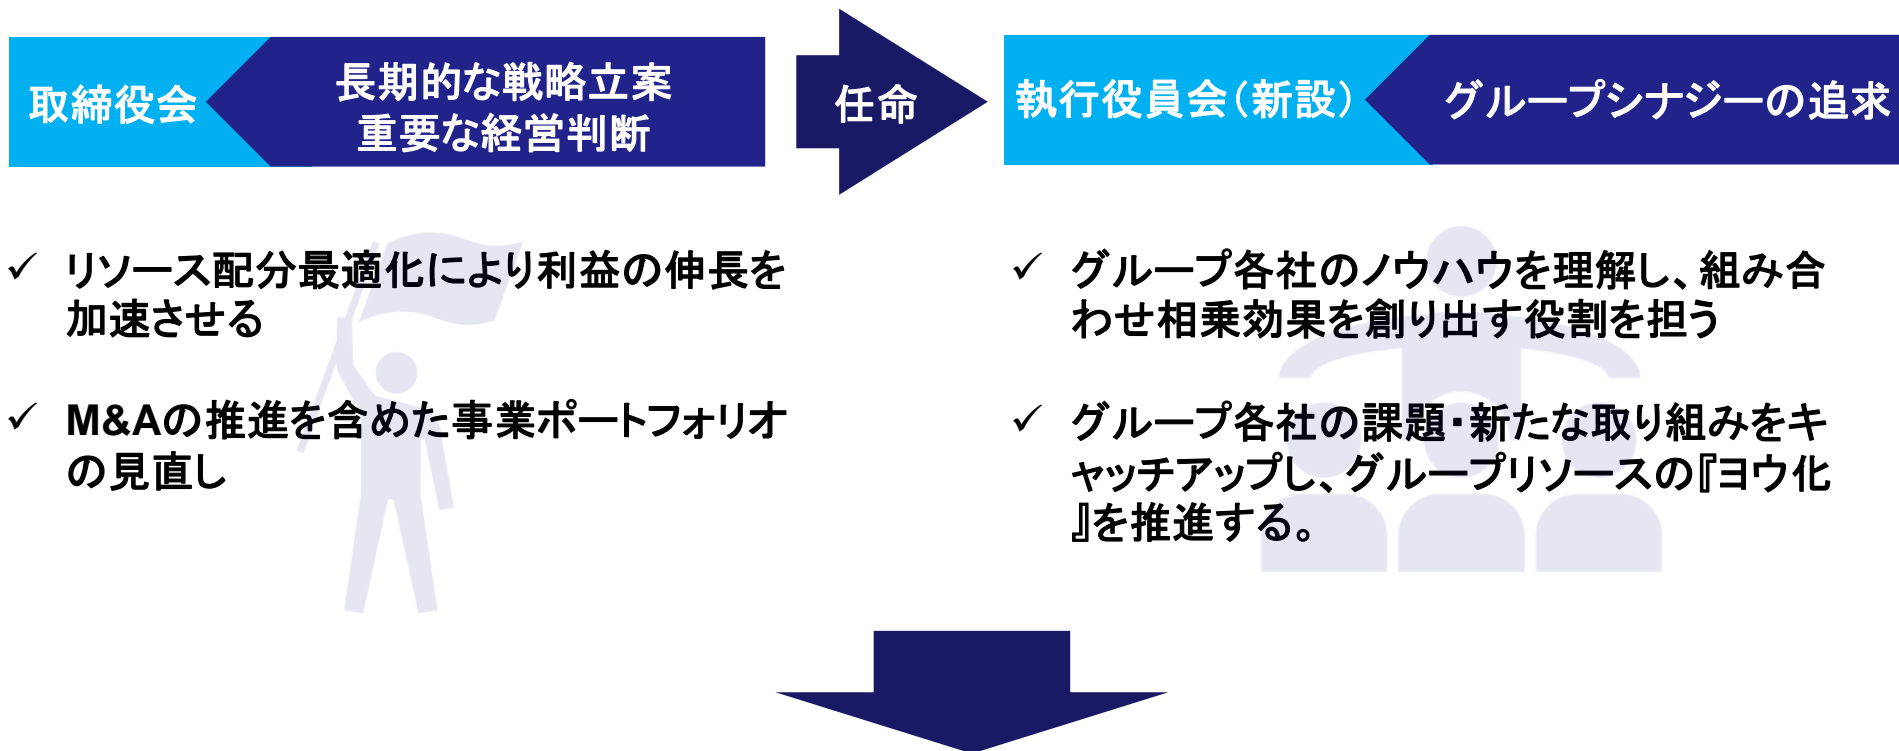 取締役会
長期的な戦略立案
重要な経営判断
任命
執行役員会（新設）
グループシナジーの追求
✓ リソース配分最適化により利益の伸長を
加速させる
✓ M&Aの推進を含めた事業ポートフォリオ
の見直し
✓ グループ各社のノウハウを理解し、組み合
わせ相乗効果を創り出す役割を担う
✓ グループ各社の課題・新たな取り組みをキ
ャッチアップし、グループリソースの『ヨウ化
』を推進する。